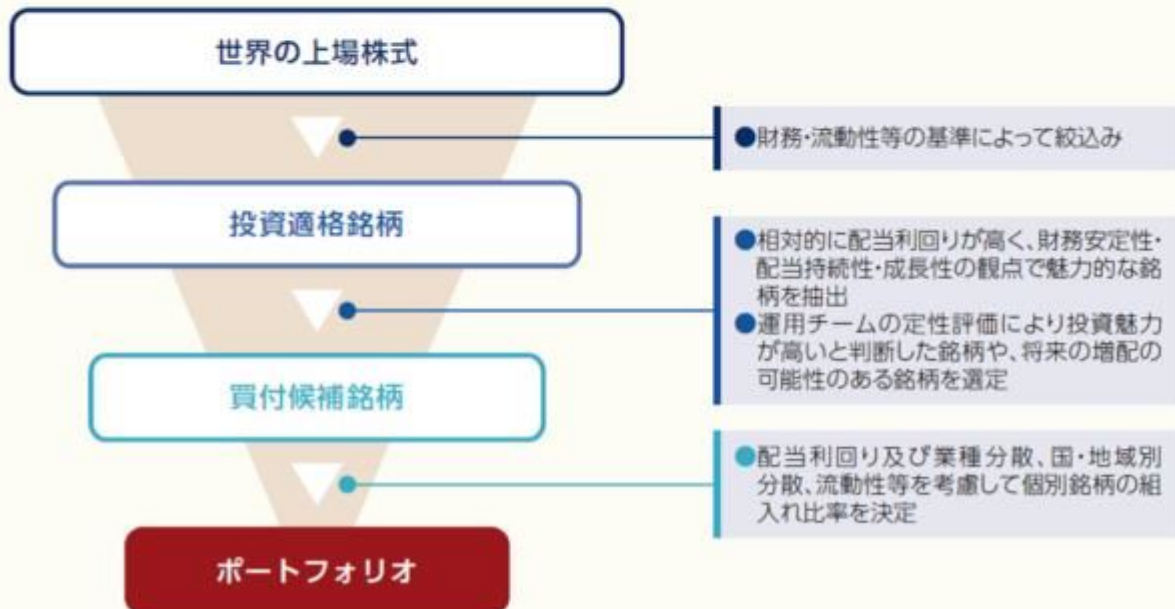 世界の上場株式
●財務・流動性等の基準によって絞込み
投資適格銘柄
●相対的に配当利回りが高く、財務安定性・
配当持続性・成長性の観点で魅力的な銘
柄を抽出
●運用チームの定性評価により投資魅力
が高いと判断した銘柄や、将来の増配の
可能性のある銘柄を選定
買付候補銘柄
●配当利回り及び業種分散、国・地域別
分散、流動性等を考慮して個別銘柄の組
入れ比率を決定
ポートフォリオ